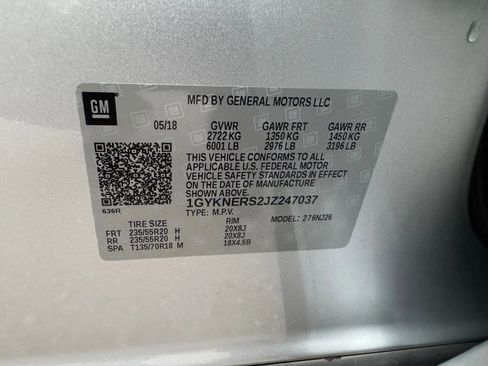 GM
MFD BY GENERAL MOTORS LLC
05/18 GVWR GAWR FRT GAWR RR
2722 KG 1350 KG 1450 KG
6001 LB 2976 LB 3196 LB
THIS VEHICLE CONFORMS TO ALL
APPLICABLE U.S. FEDERAL MOTOR
VEHICLE SAFETY STANDARDS IN EFFECT
ON THE DATE OF MANUFACTURE
SHOWN ABOVE.
1GYKNERS2JZ247037
636R TYPE: M.P.V. MODEL: 276NJ26
TIRE SIZE RIM
FRT 235/55R20 H 20X8J
RR 235/55R20 H 20X8J
SPA T135/70R18 M 18X4.5B